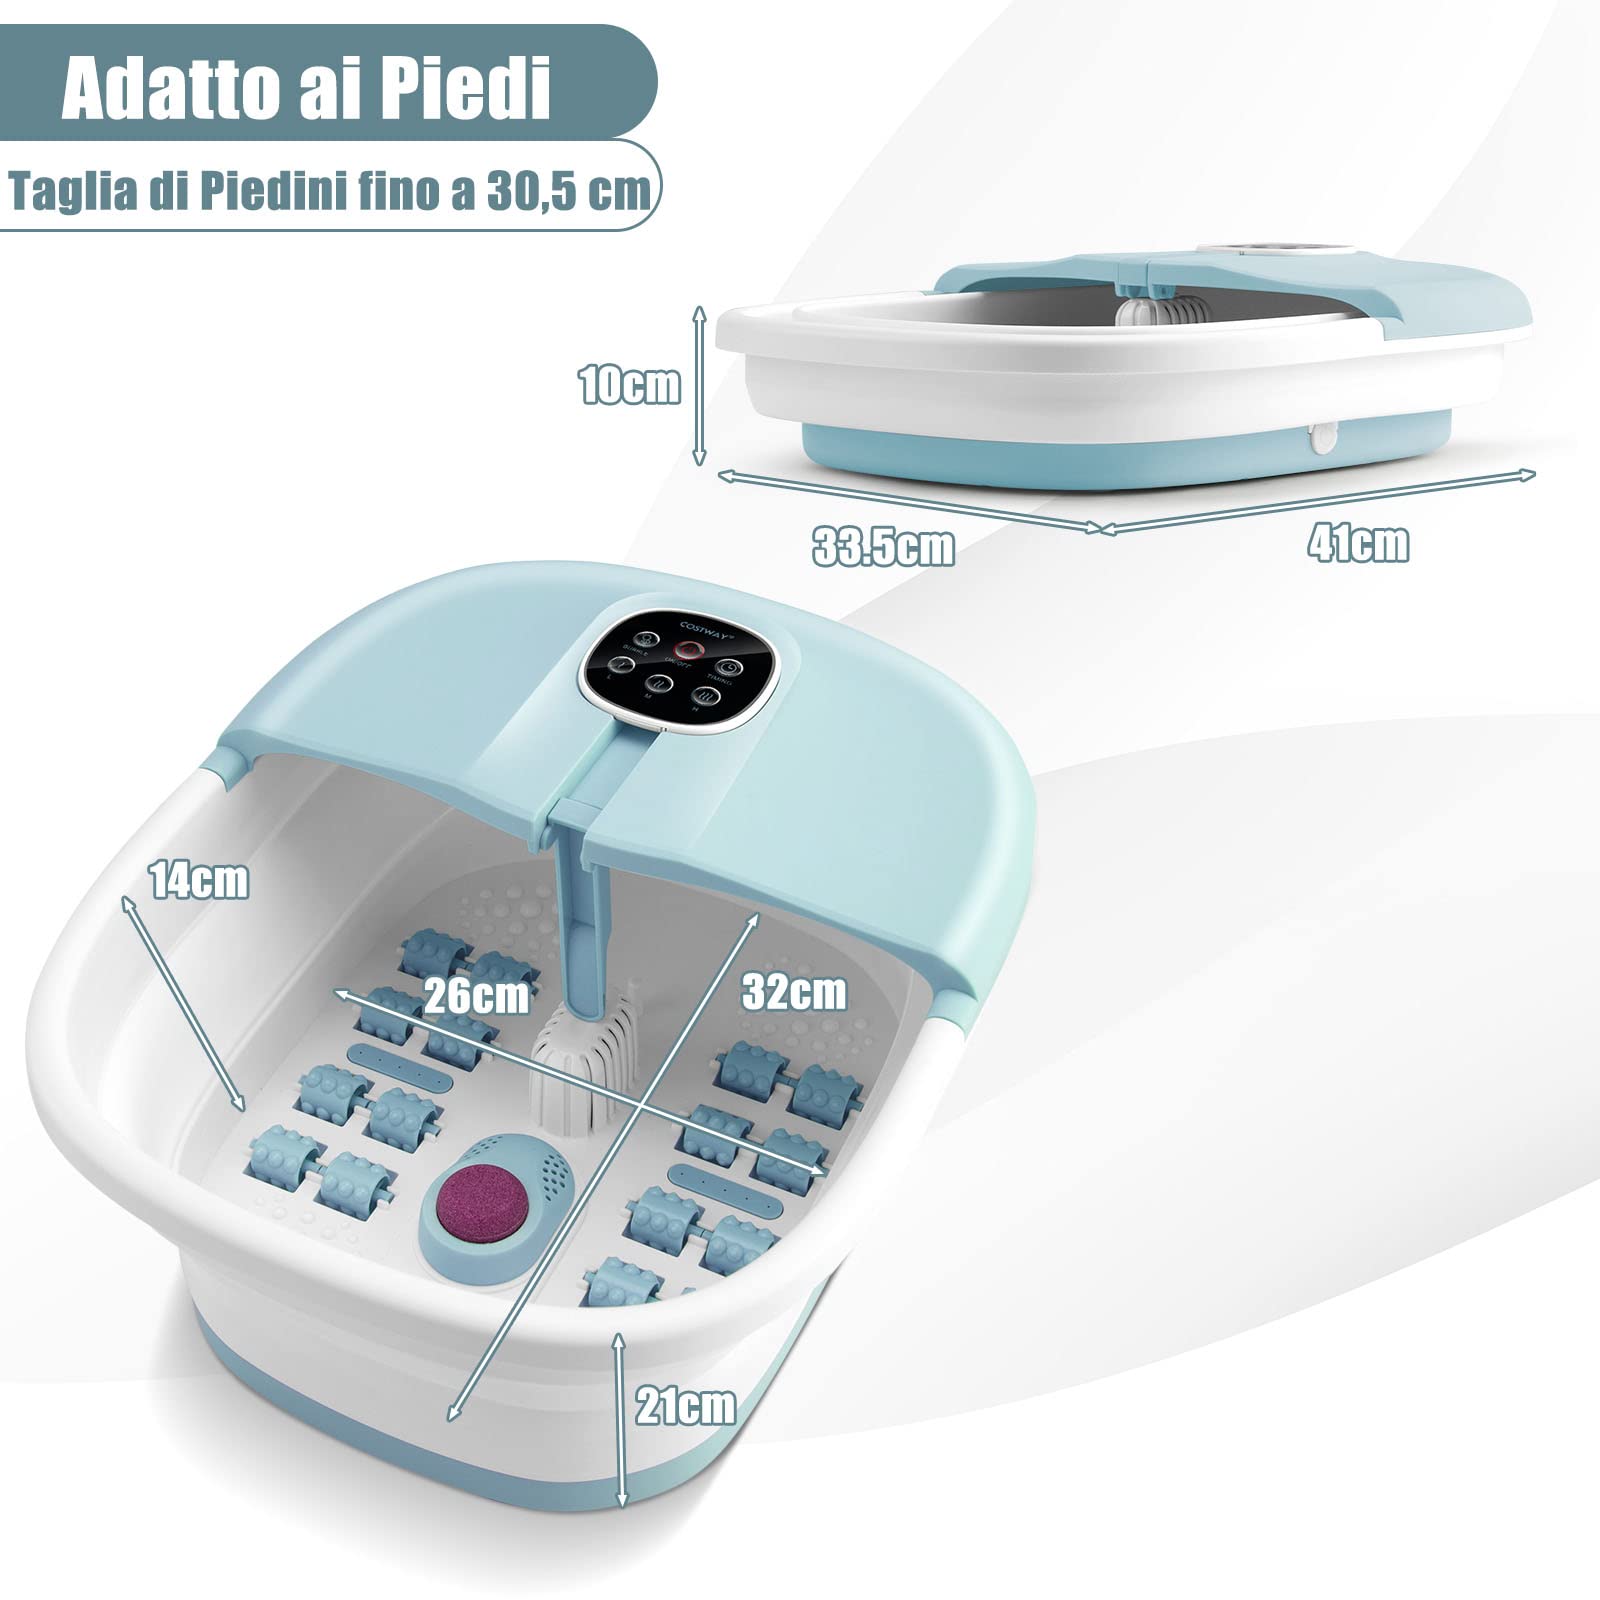 Adatto ai Piedi
Taglia di Piedini fino a 30,5 cm
10cm
33.5cm
41cm
COSTWAY™
BUBBLE
ON/OFF
TIMING
L
M
H
14cm
26cm
32cm
21cm